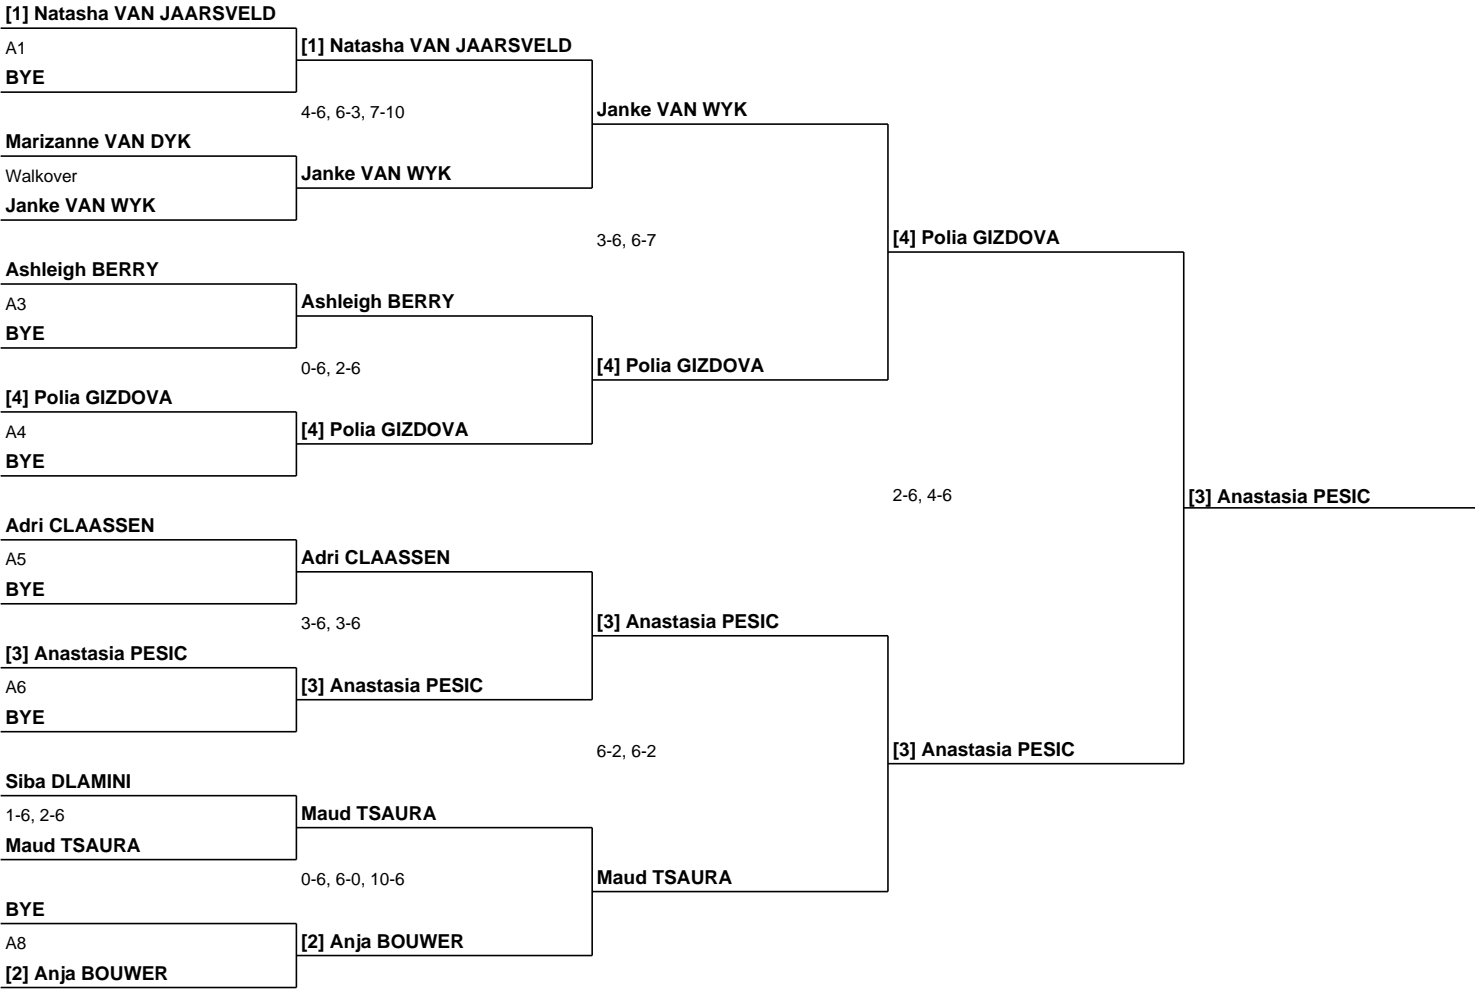 [1] Natasha VAN JAARSVELD
A1
BYE
[1] Natasha VAN JAARSVELD
4-6, 6-3, 7-10
Marizanne VAN DYK
Walkover
Janke VAN WYK
Janke VAN WYK
Janke VAN WYK
3-6, 6-7
Ashleigh BERRY
A3
BYE
Ashleigh BERRY
0-6, 2-6
[4] Polia GIZDOVA
A4
BYE
[4] Polia GIZDOVA
[4] Polia GIZDOVA
[4] Polia GIZDOVA
2-6, 4-6
[3] Anastasia PESIC
Adri CLAASSEN
A5
BYE
Adri CLAASSEN
3-6, 3-6
[3] Anastasia PESIC
A6
BYE
[3] Anastasia PESIC
[3] Anastasia PESIC
6-2, 6-2
[3] Anastasia PESIC
Siba DLAMINI
1-6, 2-6
Maud TSAURA
Maud TSAURA
0-6, 6-0, 10-6
Maud TSAURA
BYE
A8
[2] Anja BOUWER
[2] Anja BOUWER